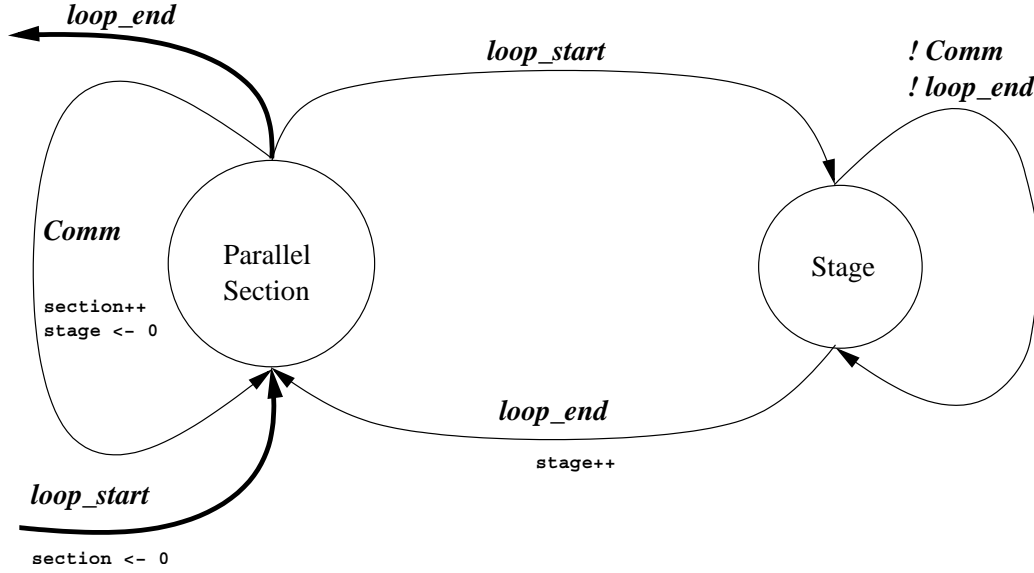 loop_end
loop_start
! Comm
! loop_end
Comm
section++
stage <- 0
Parallel
Section
Stage
loop_end
stage++
loop_start
section <- 0